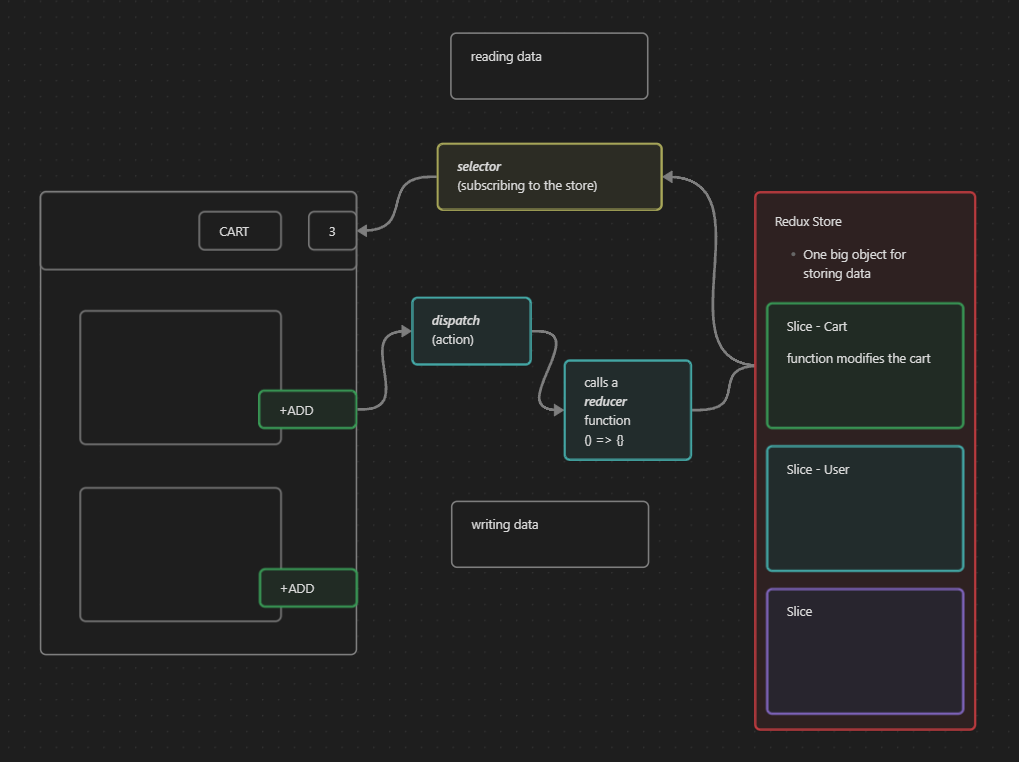 reading data
selector
(subscribing to the store)
CART
3
Redux Store
One big object for
storing data
dispatch
(action)
Slice - Cart
function modifies the cart
calls a
reducer
function
() => {}
+ADD
Slice - User
writing data
+ADD
Slice